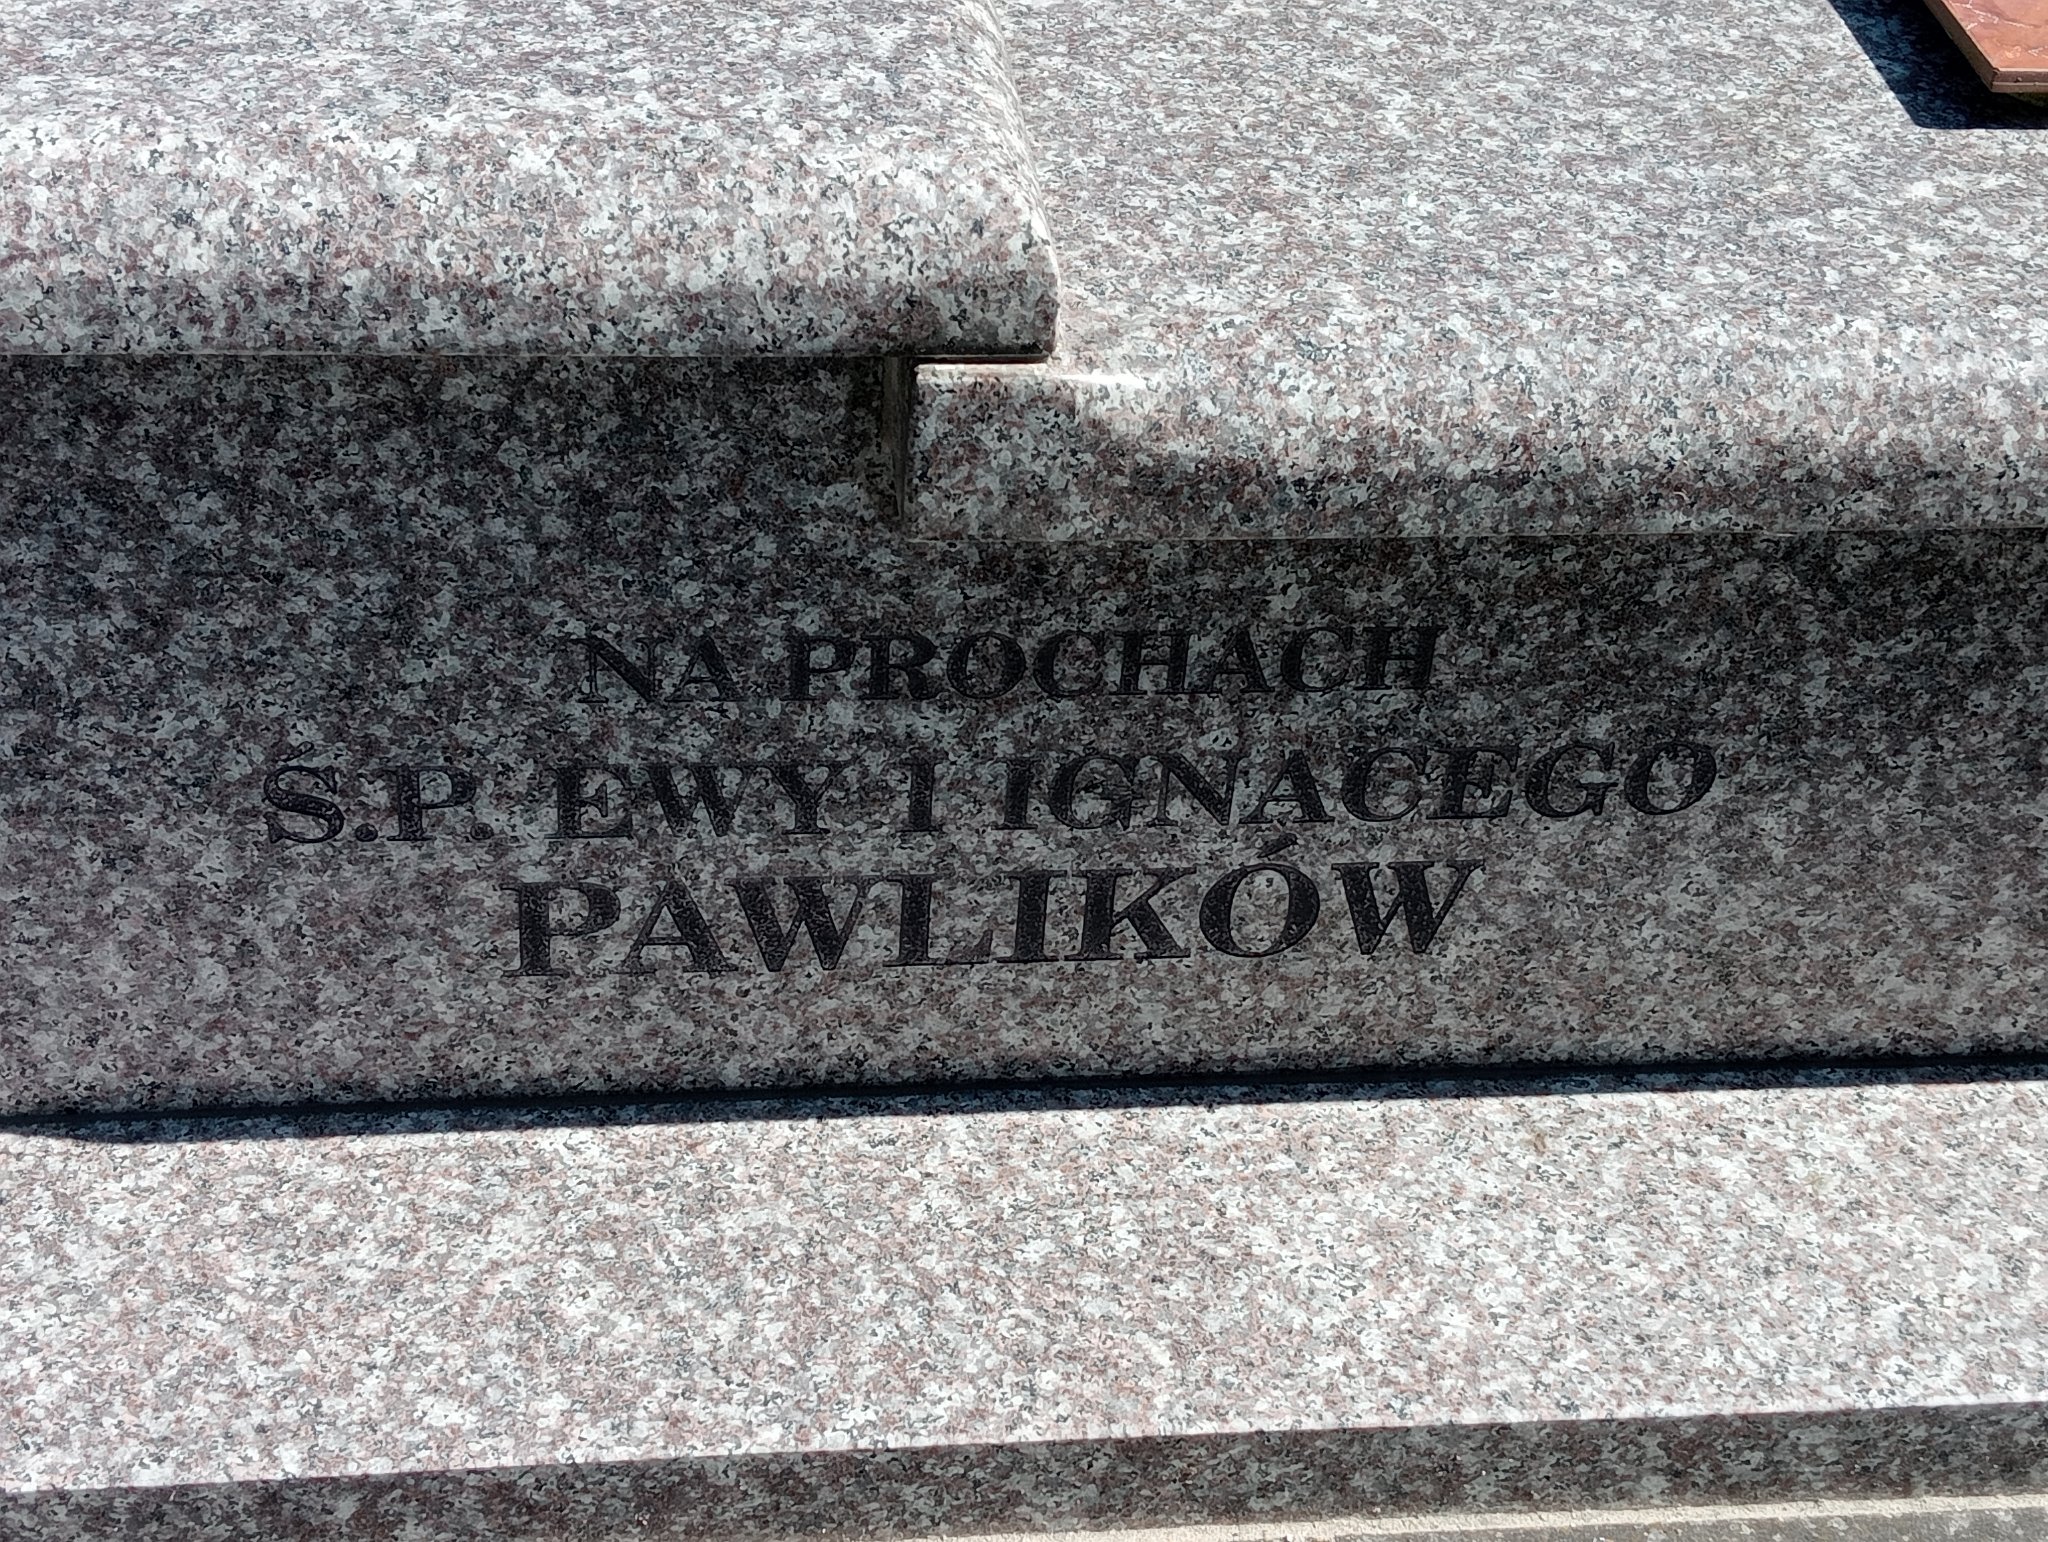 NA PROCHACH
Ś.P. EWY I IGNACEGO
PAWLIKÓW